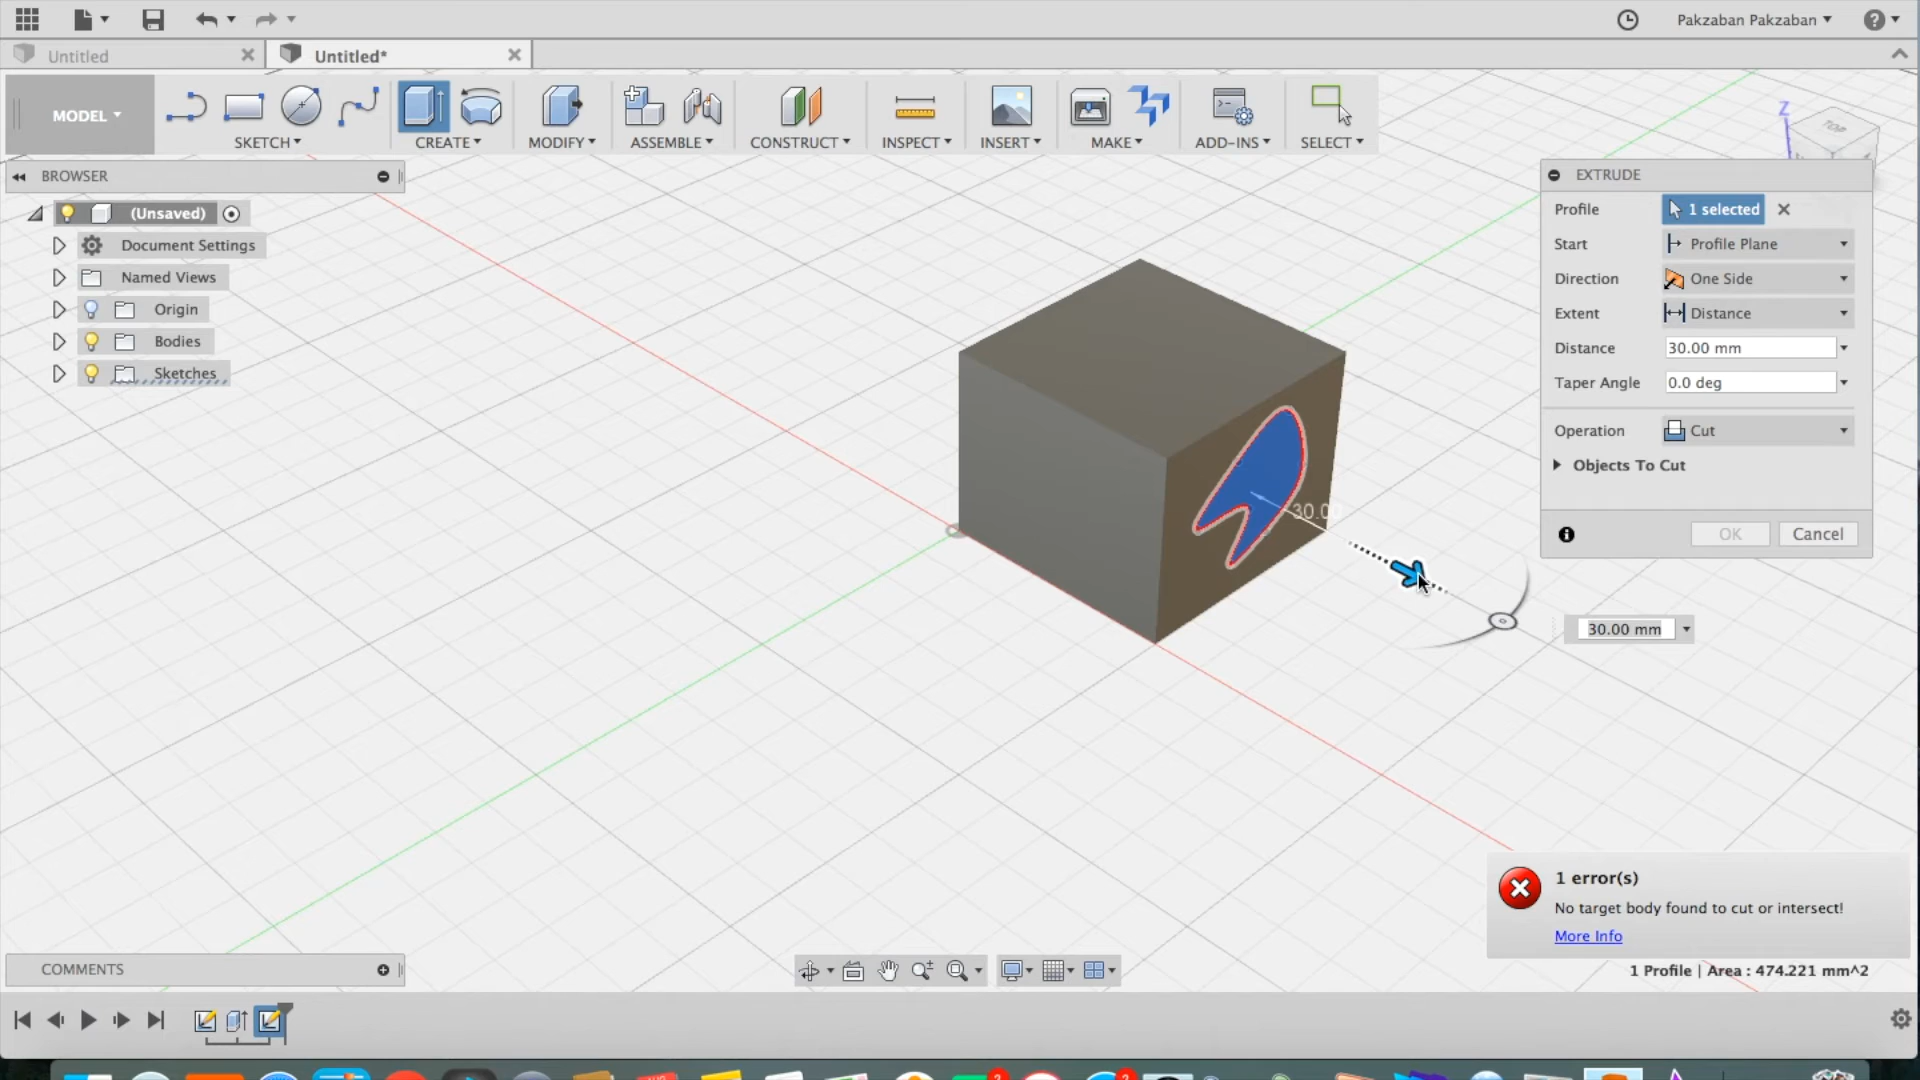 Pakzaban Pakzaban
Untitled
Untitled*
MODEL
SKETCH
CREATE
MODIFY
ASSEMBLE
CONSTRUCT
INSPECT
INSERT
MAKE
ADD-INS
SELECT
Z
TOP
BROWSER
(Unsaved)
Document Settings
Named Views
Origin
Bodies
Sketches
EXTRUDE
Profile
1 selected
Start
Profile Plane
Direction
One Side
Extent
Distance
Distance
30.00 mm
Taper Angle
0.0 deg
Operation
Cut
Objects To Cut
OK
Cancel
30.00
30.00 mm
1 error(s)
No target body found to cut or intersect!
More Info
1 Profile | Area : 474.221 mm^2
COMMENTS